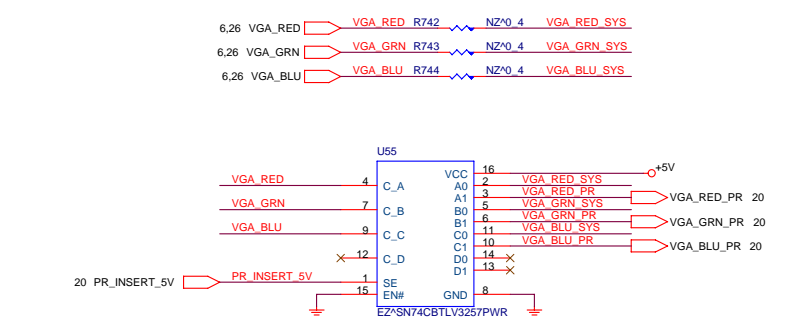 6,26 VGA_RED VGA_RED R742 NZ^0_4 VGA_RED_SYS
6,26 VGA_GRN VGA_GRN R743 NZ^0_4 VGA_GRN_SYS
6,26 VGA_BLU VGA_BLU R744 NZ^0_4 VGA_BLU_SYS
U55
VCC 16 +5V
VGA_RED 4 C_A A0 2 VGA_RED_SYS
A1 3 VGA_RED_PR VGA_RED_PR 20
VGA_GRN 7 C_B B0 5 VGA_GRN_SYS
B1 6 VGA_GRN_PR VGA_GRN_PR 20
VGA_BLU 9 C_C C0 11 VGA_BLU_SYS
C1 10 VGA_BLU_PR VGA_BLU_PR 20
12 C_D D0 14
D1 13
20 PR_INSERT_5V PR_INSERT_5V 1 SE
15 EN# GND 8
EZ^SN74CBTLV3257PWR